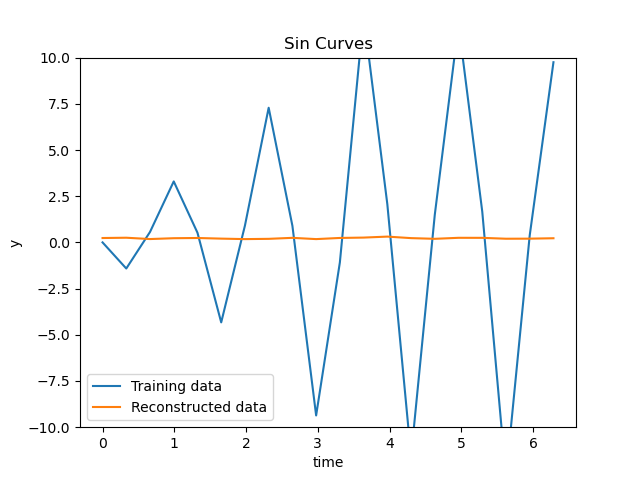 Sin Curves
10.0
7.5
5.0
2.5
0.0
−2.5
−5.0
−7.5
−10.0
y
Training data
Reconstructed data
0 1 2 3 4 5 6
time